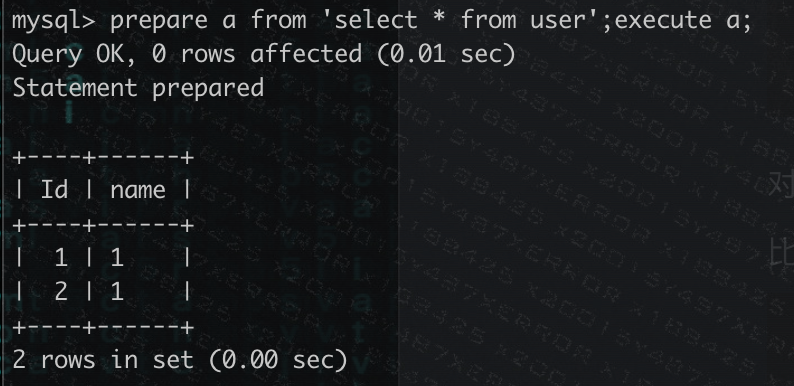 mysql> prepare a from 'select * from user';execute a;
Query OK, 0 rows affected (0.01 sec)
Statement prepared

+----+------+
| Id | name |
+----+------+
|  1 | 1    |
|  2 | 1    |
+----+------+
2 rows in set (0.00 sec)
对
比